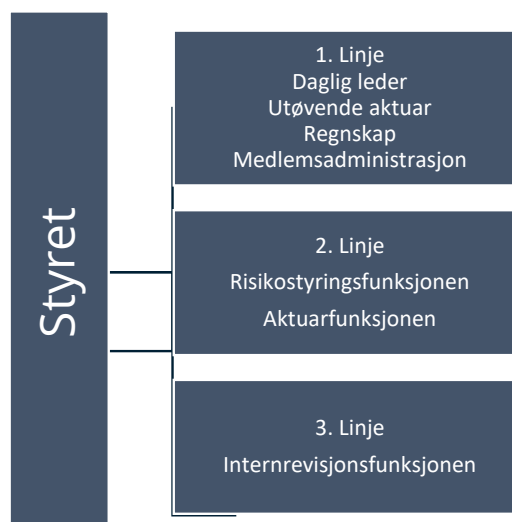 Styret
1. Linje
Daglig leder
Utøvende aktuar
Regnskap
Medlemsadministrasjon
2. Linje
Risikostyringsfunksjonen
Aktuarfunksjonen
3. Linje
Internrevisjonsfunksjonen